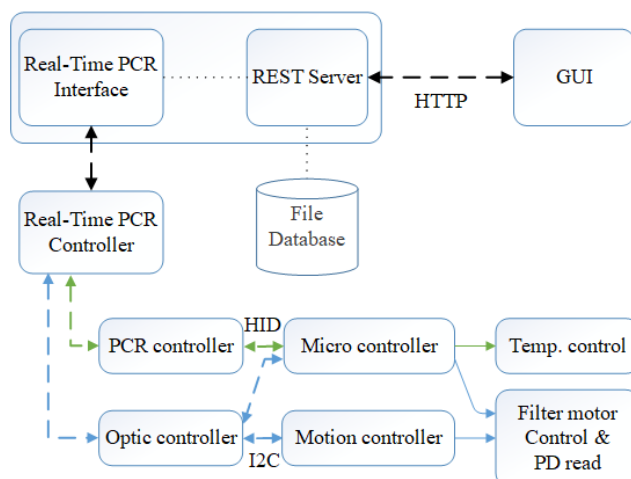 Real-Time PCR
Interface
REST Server
HTTP
GUI
Real-Time PCR
Controller
File
Database
PCR controller
HID
Micro controller
Temp. control
Optic controller
I2C
Motion controller
Filter motor
Control &
PD read